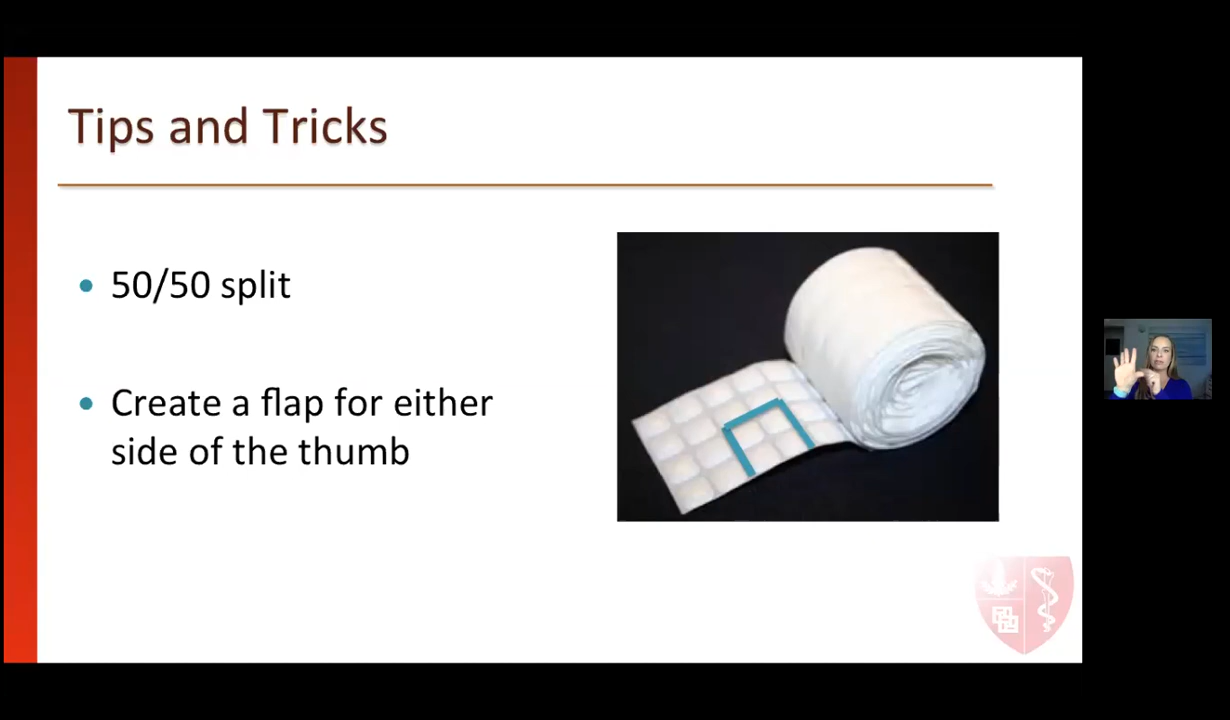 Tips and Tricks
• 50/50 split
• Create a flap for either
side of the thumb